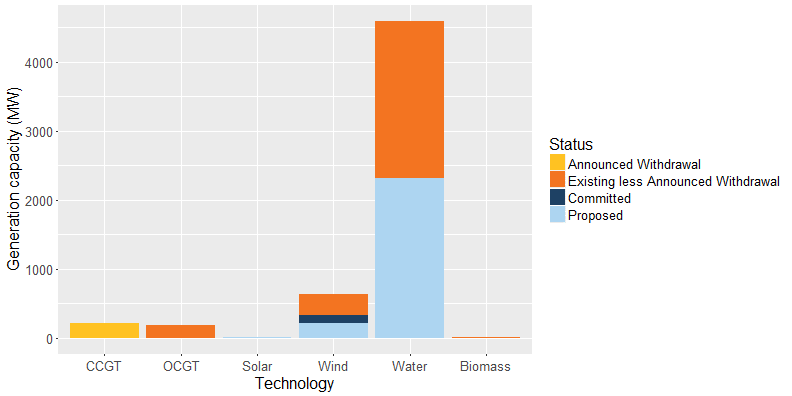 Generation capacity (MW)
4000
3000
2000
1000
0
CCGT OCGT Solar Wind Water Biomass
Technology
Status
Announced Withdrawal
Existing less Announced Withdrawal
Committed
Proposed